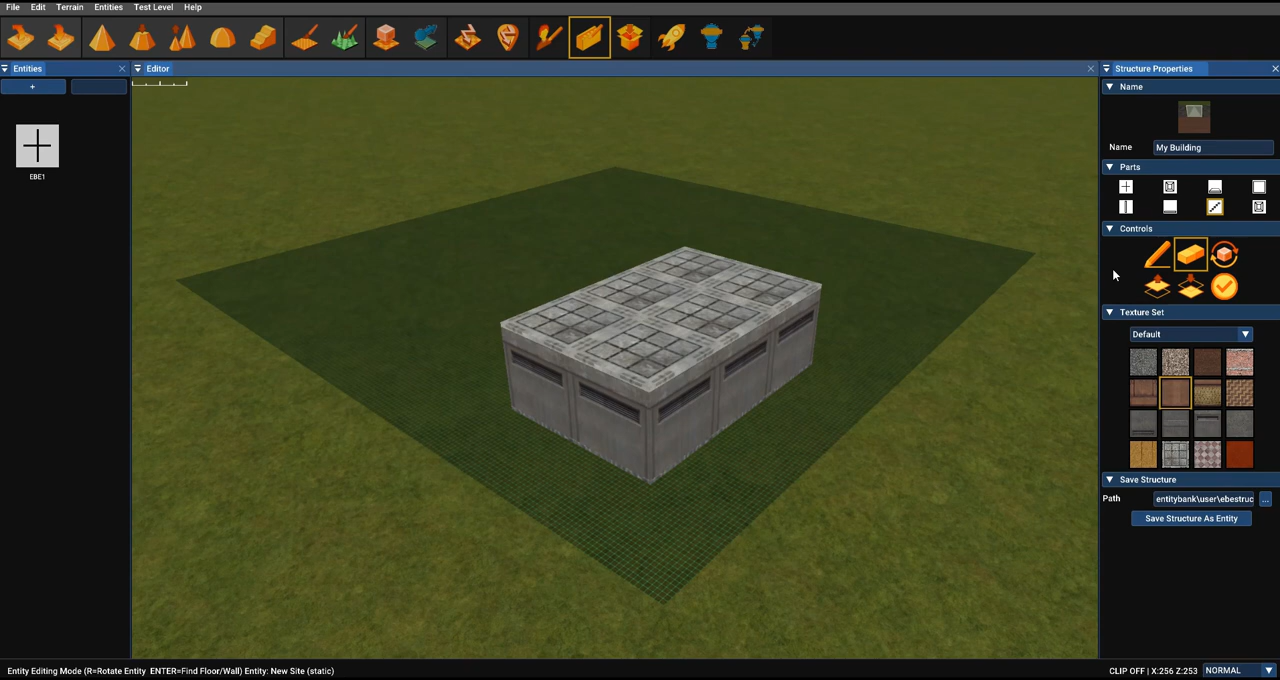 File Edit Terrain Entities Test Level Help
Entities
Editor
Structure Properties
+
Name
EBE1
Name My Building
Parts
Controls
Texture Set
Default
Save Structure
Path entitybank\user\ebestruc ...
Save Structure As Entity
Entity Editing Mode (R=Rotate Entity ENTER=Find Floor/Wall) Entity: New Site (static)
CLIP OFF | X:256 Z:253 NORMAL